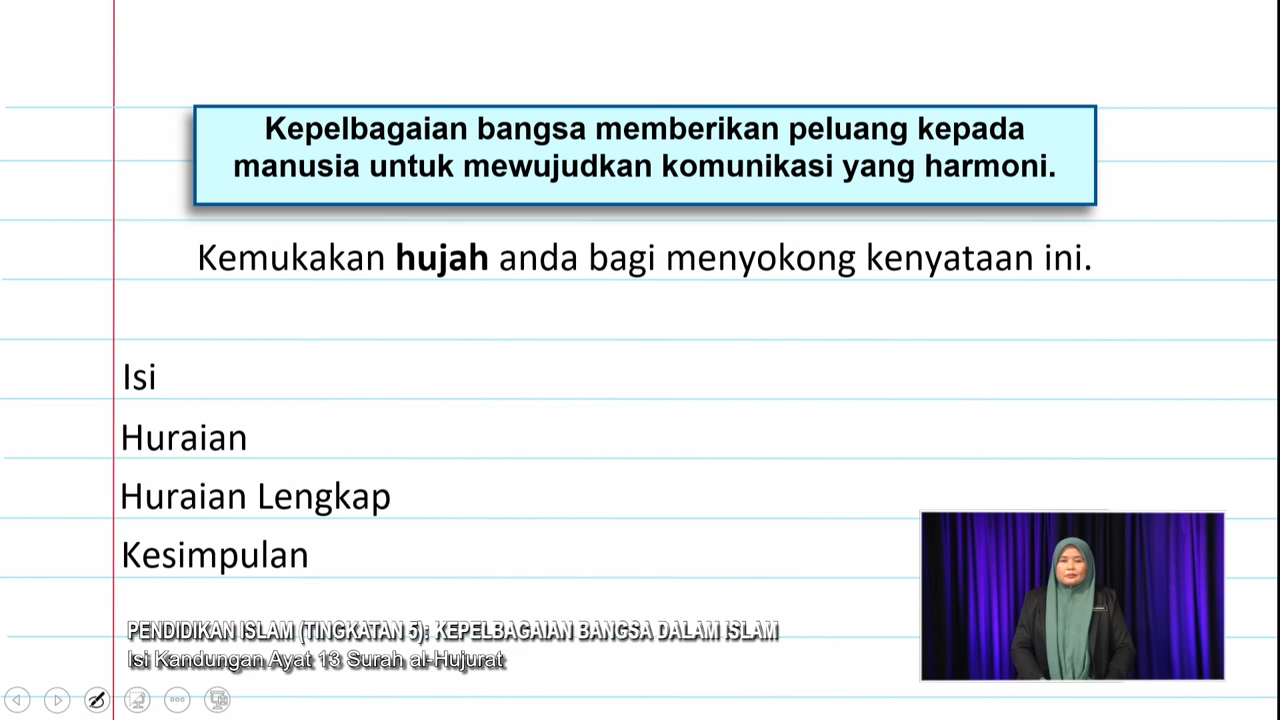 Kepelbagaian bangsa memberikan peluang kepada
manusia untuk mewujudkan komunikasi yang harmoni.
Kemukakan hujah anda bagi menyokong kenyataan ini.
Isi
Huraian
Huraian Lengkap
Kesimpulan
PENDIDIKAN ISLAM (TINGKATAN 5): KEPELBAGAIAN BANGSA DALAM ISLAM
Isi Kandungan Ayat 13 Surah al-Hujurat